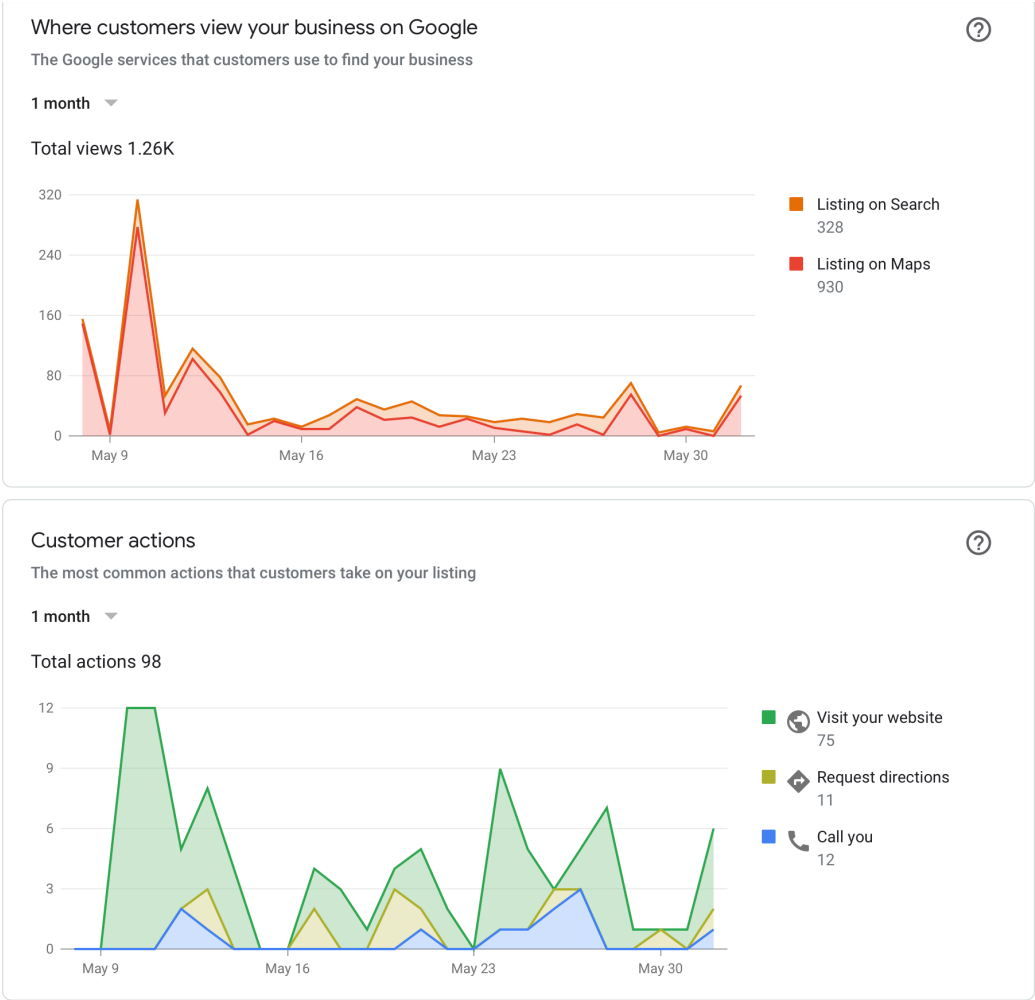 Where customers view your business on Google
The Google services that customers use to find your business
1 month
Total views 1.26K
320
240
160
80
0
May 9
May 16
May 23
May 30
Listing on Search
328
Listing on Maps
930
Customer actions
The most common actions that customers take on your listing
1 month
Total actions 98
12
9
6
3
0
May 9
May 16
May 23
May 30
Visit your website
75
Request directions
11
Call you
12